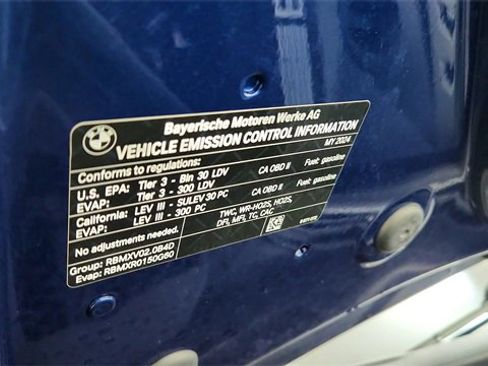 BMW
Bayerische Motoren Werke AG
VEHICLE EMISSION CONTROL INFORMATION
Conforms to regulations: MY 2024
U.S. EPA: Tier 3 - Bin 30 LDV CA OBD II Fuel: gasoline
EVAP: Tier 3 - 300 LDV
California: LEV III - SULEV 30 PC CA OBD II Fuel: gasoline
EVAP: LEV III - 300 PC
No adjustments needed. TWC, WR-HO2S, HO2S,
DFI, MFI, TC, CAC
Group: RBMXV02.0B4D
Evap: RBMXR0150G60